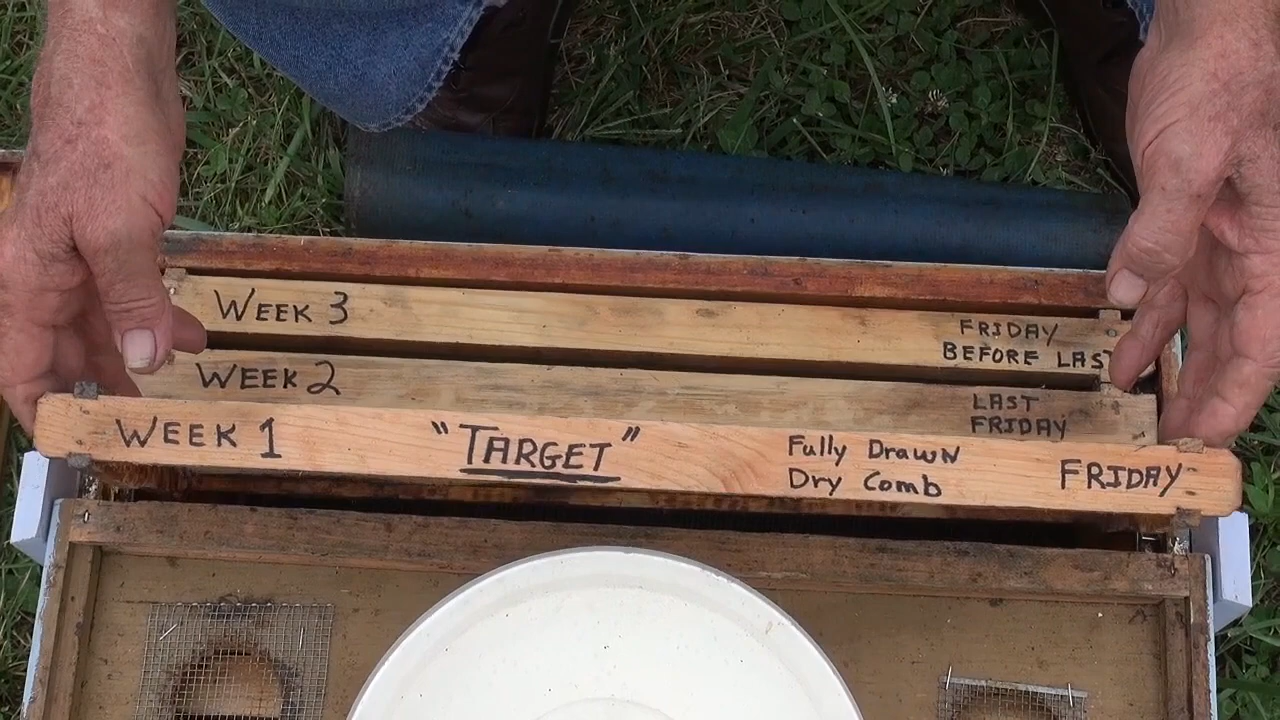 WEEK 3
FRIDAY
BEFORE LAST
WEEK 2
LAST
FRIDAY
WEEK 1
"TARGET"
Fully Drawn
Dry Comb
FRIDAY